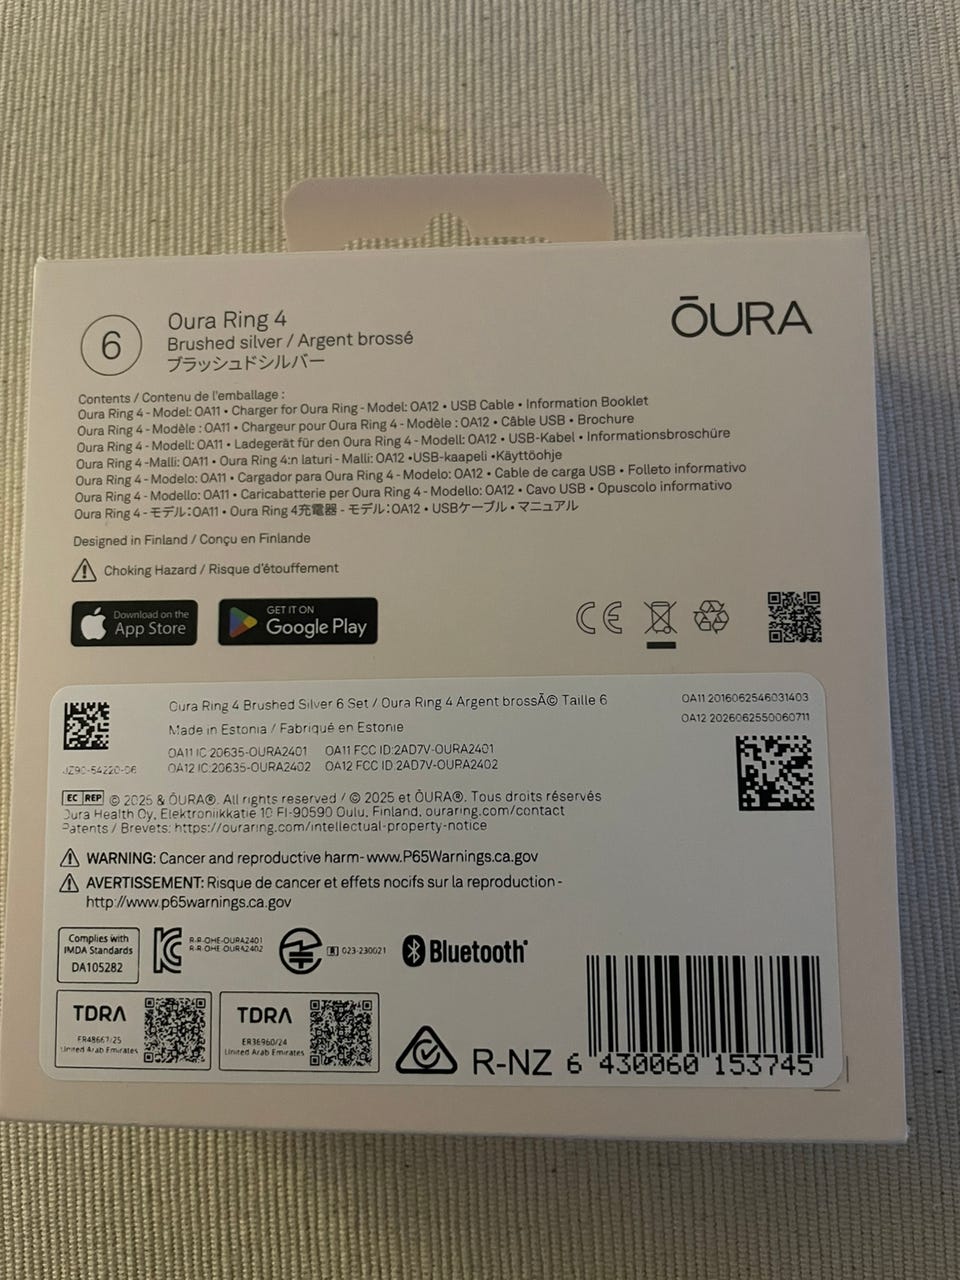 6
Oura Ring 4
Brushed silver / Argent brossé
ブラッシュドシルバー
ŌURA
Contents / Contenu de l'emballage :
Oura Ring 4 - Model: OA11 • Charger for Oura Ring - Model: OA12 • USB Cable • Information Booklet
Oura Ring 4 - Modèle : OA11 • Chargeur pour Oura Ring 4 - Modèle : OA12 • Câble USB • Brochure
Oura Ring 4 - Modell: OA11 • Ladegerät für den Oura Ring 4 - Modell: OA12 • USB-Kabel • Informationsbroschüre
Oura Ring 4 -Malli: OA11 • Oura Ring 4:n laturi - Malli: OA12 •USB-kaapeli •Käyttöohje
Oura Ring 4 - Modelo: OA11 • Cargador para Oura Ring 4 - Modelo: OA12 • Cable de carga USB • Folleto informativo
Oura Ring 4 - Modello: OA11 • Caricabatterie per Oura Ring 4 - Modello: OA12 • Cavo USB • Opuscolo informativo
Oura Ring 4 - モデル：OA11 • Oura Ring 4充電器 - モデル：OA12 • USBケーブル • マニュアル
Designed in Finland / Conçu en Finlande
Choking Hazard / Risque d'étouffement
Download on the
App Store
GET IT ON
Google Play
CE
Oura Ring 4 Brushed Silver 6 Set / Oura Ring 4 Argent brossÃ© Taille 6
Made in Estonia / Fabriqué en Estonie
OA11 IC:20635-OURA2401 OA11 FCC ID:2AD7V-OURA2401
OA12 IC:20635-OURA2402 OA12 FCC ID:2AD7V-OURA2402
OA11 2016062546031403
OA12 2026062550060711
JZ90-54220-06
EC REP © 2025 & ŌURA®. All rights reserved / © 2025 et ŌURA®. Tous droits réservés
Oura Health Oy, Elektroniikkatie 10 FI-90590 Oulu, Finland, ouraring.com/contact
Patents / Brevets: https://ouraring.com/intellectual-property-notice
WARNING: Cancer and reproductive harm- www.P65Warnings.ca.gov
AVERTISSEMENT: Risque de cancer et effets nocifs sur la reproduction -
http://www.p65warnings.ca.gov
Complies with
IMDA Standards
DA105282
R-R-OHE-OURA2401
R-R-OHE-OURA2402
R 023-230021
Bluetooth®
TDRA
ER48667/25
United Arab Emirates
TDRA
ER36960/24
United Arab Emirates
R-NZ
6 430060 153745